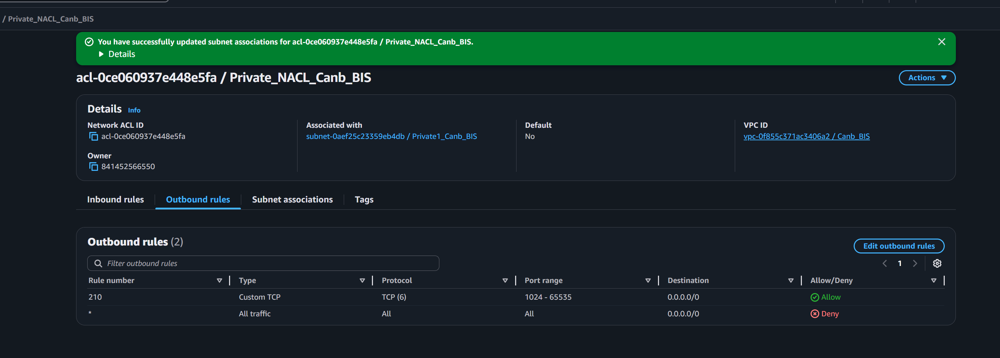 / Private_NACL_Canb_BIS
You have successfully updated subnet associations for acl-0ce060937e448e5fa / Private_NACL_Canb_BIS.
Details
acl-0ce060937e448e5fa / Private_NACL_Canb_BIS
Actions
Details Info
Network ACL ID
acl-0ce060937e448e5fa
Associated with
subnet-0aef25c23359eb4db / Private1_Canb_BIS
Default
No
VPC ID
vpc-0f855c371ac3406a2 / Canb_BIS
Owner
841452566550
Inbound rules Outbound rules Subnet associations Tags
Outbound rules (2)
Edit outbound rules
Filter outbound rules
1
Rule number Type Protocol Port range Destination Allow/Deny
210 Custom TCP TCP (6) 1024 - 65535 0.0.0.0/0 Allow
* All traffic All All 0.0.0.0/0 Deny